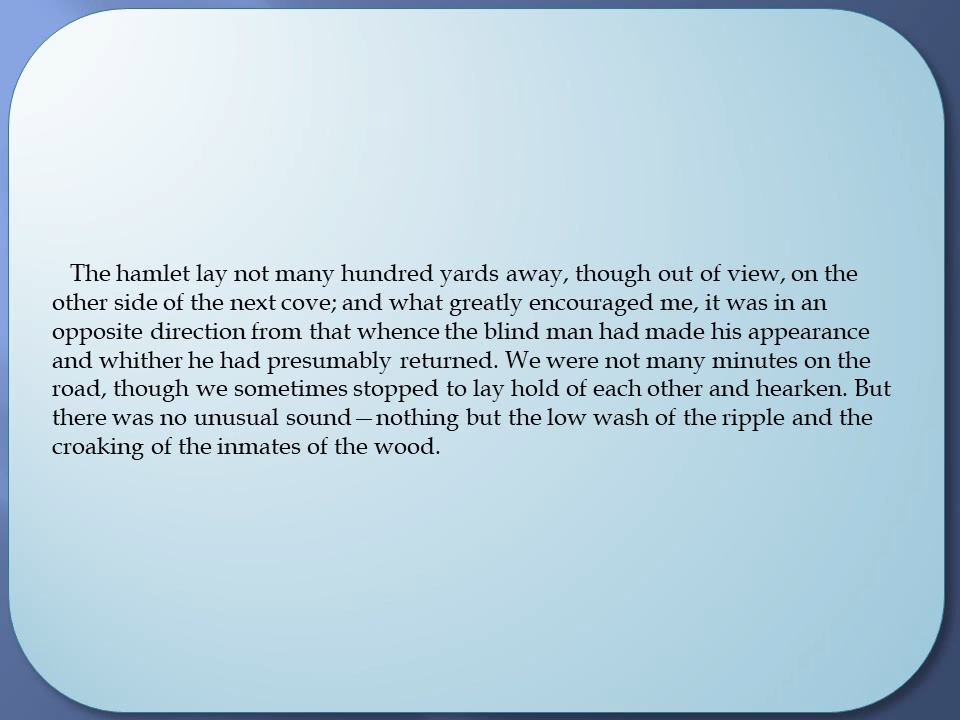 The hamlet lay not many hundred yards away, though out of view, on the
other side of the next cove; and what greatly encouraged me, it was in an
opposite direction from that whence the blind man had made his appearance
and whither he had presumably returned. We were not many minutes on the
road, though we sometimes stopped to lay hold of each other and hearken. But
there was no unusual sound—nothing but the low wash of the ripple and the
croaking of the inmates of the wood.